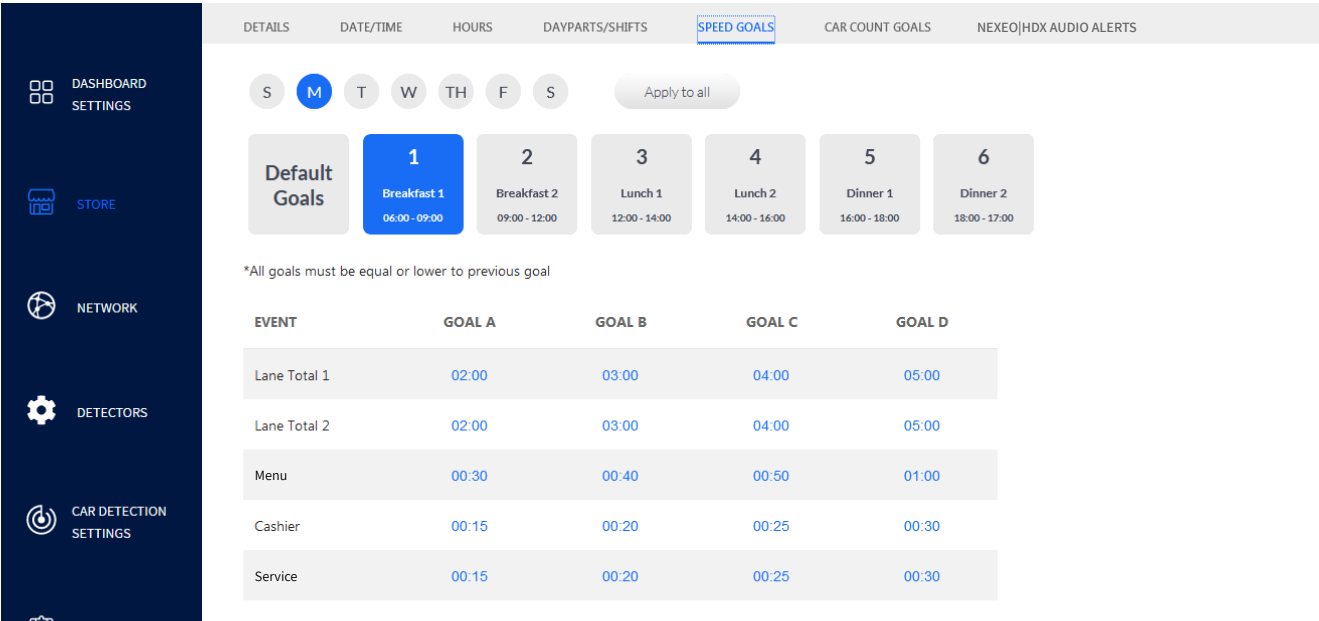 DETAILS DATE/TIME HOURS DAYPARTS/SHIFTS SPEED GOALS CAR COUNT GOALS NEXEO|HDX AUDIO ALERTS
DASHBOARD
SETTINGS
STORE
NETWORK
DETECTORS
CAR DETECTION
SETTINGS
S M T W TH F S Apply to all
Default
Goals
1
Breakfast 1
06:00 - 09:00
2
Breakfast 2
09:00 - 12:00
3
Lunch 1
12:00 - 14:00
4
Lunch 2
14:00 - 16:00
5
Dinner 1
16:00 - 18:00
6
Dinner 2
18:00 - 17:00
*All goals must be equal or lower to previous goal
EVENT GOAL A GOAL B GOAL C GOAL D
Lane Total 1 02:00 03:00 04:00 05:00
Lane Total 2 02:00 03:00 04:00 05:00
Menu 00:30 00:40 00:50 01:00
Cashier 00:15 00:20 00:25 00:30
Service 00:15 00:20 00:25 00:30